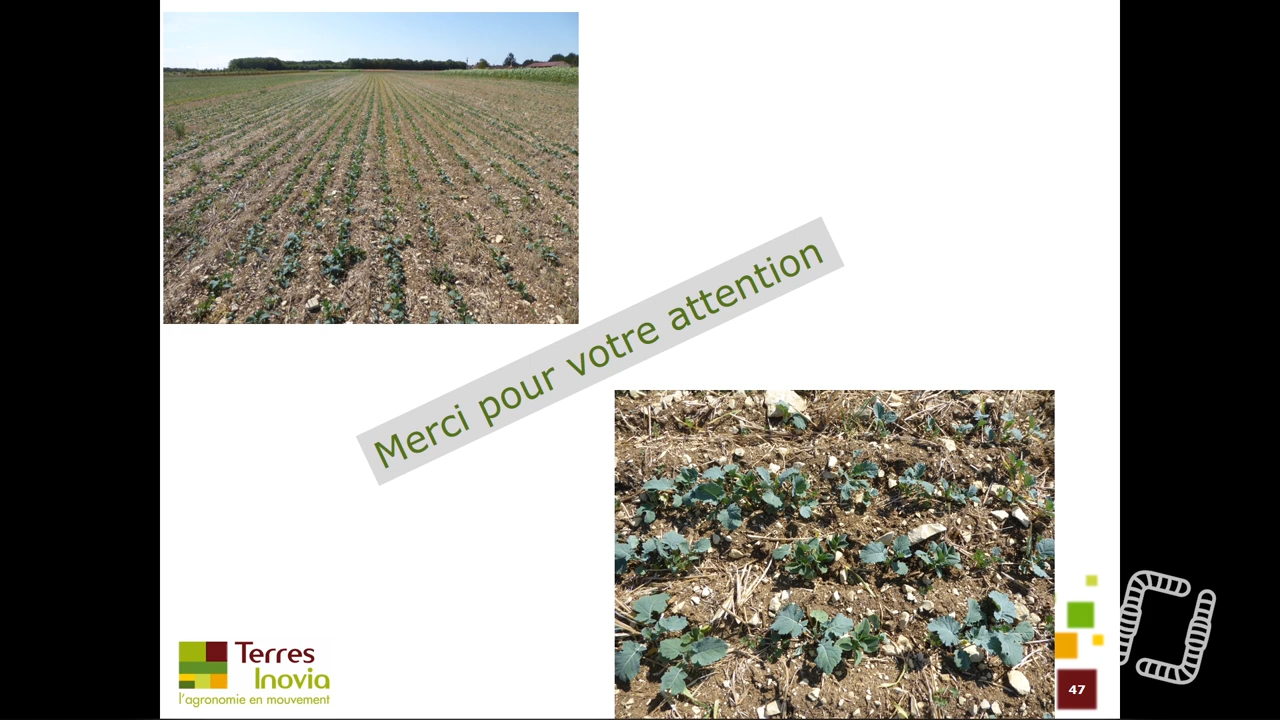 Merci pour votre attention
Terres
Inovia
l'agronomie en mouvement
47